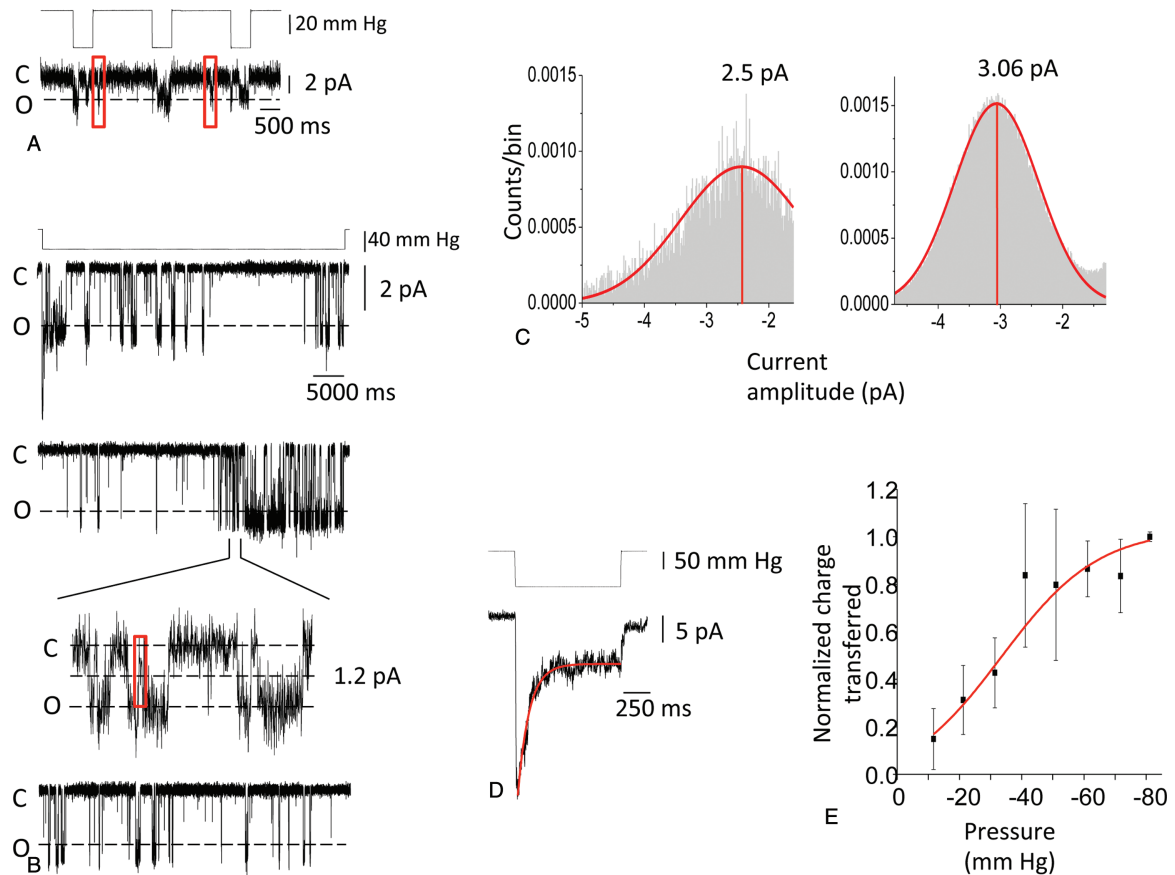 20 mm Hg
C
2 pA
O
500 ms
A
40 mm Hg
C
2 pA
O
5000 ms
C
O
C
1.2 pA
O
C
O
B
2.5 pA
3.06 pA
0.0015
0.0010
0.0005
0.0000
Counts/bin
-5
-4
-3
-2
0.0015
0.0010
0.0005
0.0000
-4
-3
-2
C
Current
amplitude (pA)
50 mm Hg
5 pA
250 ms
D
1.2
1.0
0.8
0.6
0.4
0.2
0.0
Normalized charge
transferred
0
-20
-40
-60
-80
E
Pressure
(mm Hg)